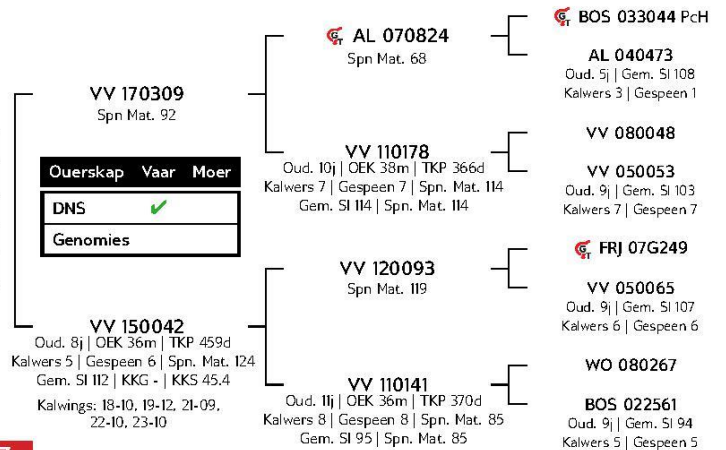 VV 170309
Spn Mat. 92
Ouerskap Vaar Moer
DNS ✔
Genomies
VV 150042
Oud. 8j | OEK 36m | TKP 459d
Kalwers 5 | Gespeen 6 | Spn. Mat. 124
Gem. SI 112 | KKG - | KKS 45.4
Kalwings: 18-10, 19-12, 21-09,
22-10, 23-10
GT AL 070824
Spn Mat. 68
VV 110178
Oud. 10j | OEK 38m | TKP 366d
Kalwers 7 | Gespeen 7 | Spn. Mat. 114
Gem. SI 114 | Spn. Mat. 114
VV 120093
Spn Mat. 119
VV 110141
Oud. 11j | OEK 36m | TKP 370d
Kalwers 8 | Gespeen 8 | Spn. Mat. 85
Gem. SI 95 | Spn. Mat. 85
GT BOS 033044 PcH
AL 040473
Oud. 5j | Gem. SI 108
Kalwers 3 | Gespeen 1
VV 080048
VV 050053
Oud. 9j | Gem. SI 103
Kalwers 7 | Gespeen 7
GT FRJ 07G249
VV 050065
Oud. 9j | Gem. SI 107
Kalwers 6 | Gespeen 6
WO 080267
BOS 022561
Oud. 9j | Gem. SI 94
Kalwers 5 | Gespeen 5